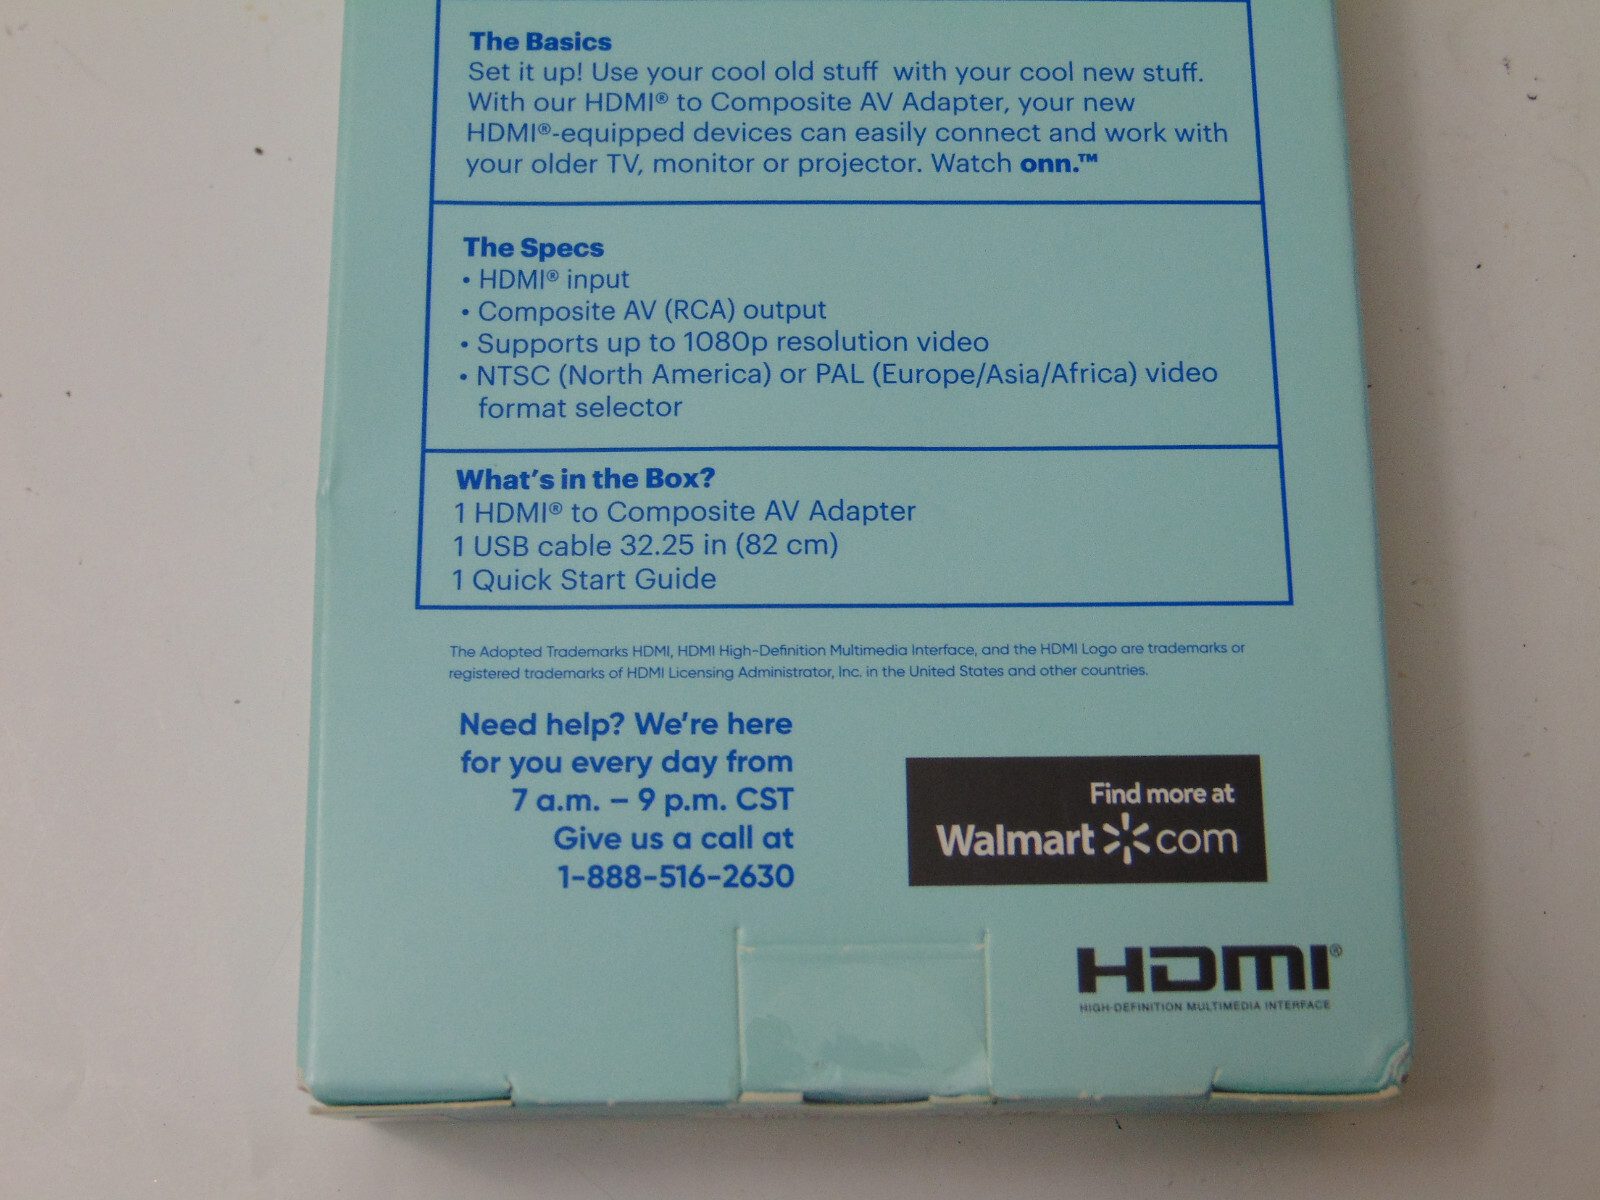 The Basics
Set it up! Use your cool old stuff with your cool new stuff.
With our HDMI® to Composite AV Adapter, your new
HDMI®-equipped devices can easily connect and work with
your older TV, monitor or projector. Watch onn.™
The Specs
• HDMI® input
• Composite AV (RCA) output
• Supports up to 1080p resolution video
• NTSC (North America) or PAL (Europe/Asia/Africa) video
format selector
What's in the Box?
1 HDMI® to Composite AV Adapter
1 USB cable 32.25 in (82 cm)
1 Quick Start Guide
The Adopted Trademarks HDMI, HDMI High-Definition Multimedia Interface, and the HDMI Logo are trademarks or
registered trademarks of HDMI Licensing Administrator, Inc. in the United States and other countries.
Need help? We're here
for you every day from
7 a.m. – 9 p.m. CST
Give us a call at
1-888-516-2630
Find more at
Walmart com
HDMI®
HIGH-DEFINITION MULTIMEDIA INTERFACE